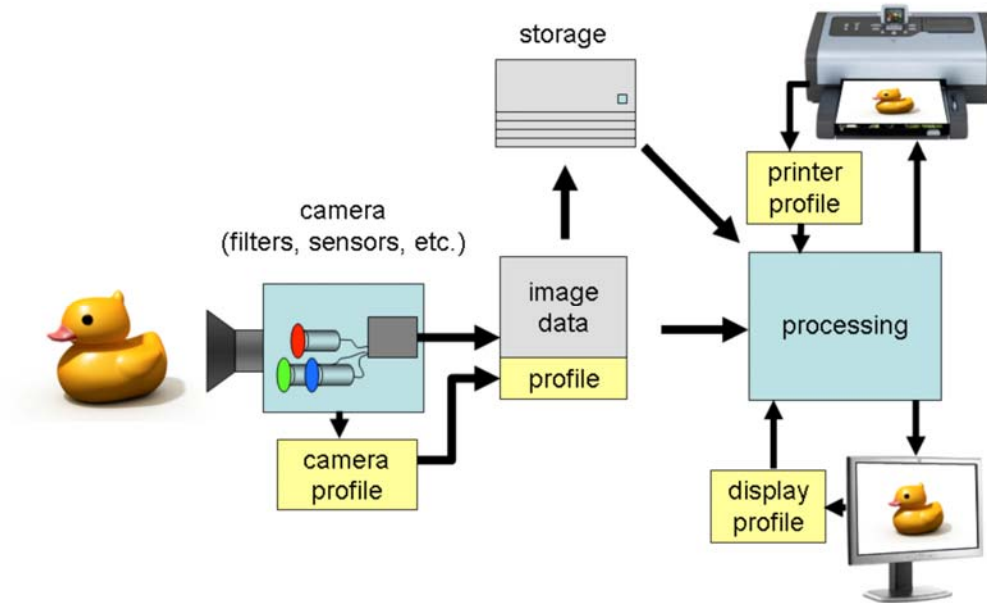 storage
camera
(filters, sensors, etc.)
printer
profile
image
data
profile
processing
camera
profile
display
profile